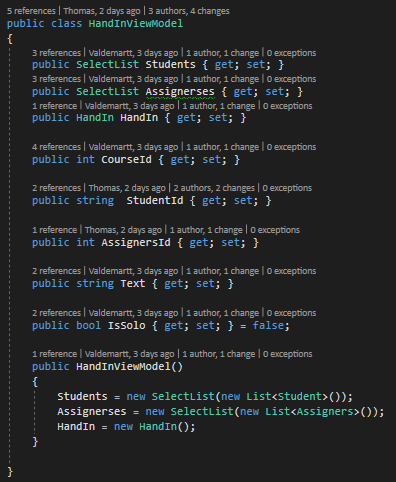 5 references | Thomas, 2 days ago | 3 authors, 4 changes
public class HandInViewModel
{
3 references | Valdemartt, 3 days ago | 1 author, 1 change | 0 exceptions
public SelectList Students { get; set; }
3 references | Valdemartt, 3 days ago | 1 author, 1 change | 0 exceptions
public SelectList Assignerses { get; set; }
1 reference | Valdemartt, 3 days ago | 1 author, 1 change | 0 exceptions
public HandIn HandIn { get; set; }
4 references | Valdemartt, 3 days ago | 1 author, 1 change | 0 exceptions
public int CourseId { get; set; }
2 references | Thomas, 2 days ago | 2 authors, 2 changes | 0 exceptions
public string  StudentId { get; set; }
1 reference | Thomas, 2 days ago | 1 author, 1 change | 0 exceptions
public int AssignersId { get; set; }
2 references | Valdemartt, 3 days ago | 1 author, 1 change | 0 exceptions
public string Text { get; set; }
2 references | Valdemartt, 3 days ago | 1 author, 1 change | 0 exceptions
public bool IsSolo { get; set; } = false;
1 reference | Valdemartt, 3 days ago | 1 author, 1 change | 0 exceptions
public HandInViewModel()
{
Students = new SelectList(new List<Student>());
Assignerses = new SelectList(new List<Assigners>());
HandIn = new HandIn();
}
}